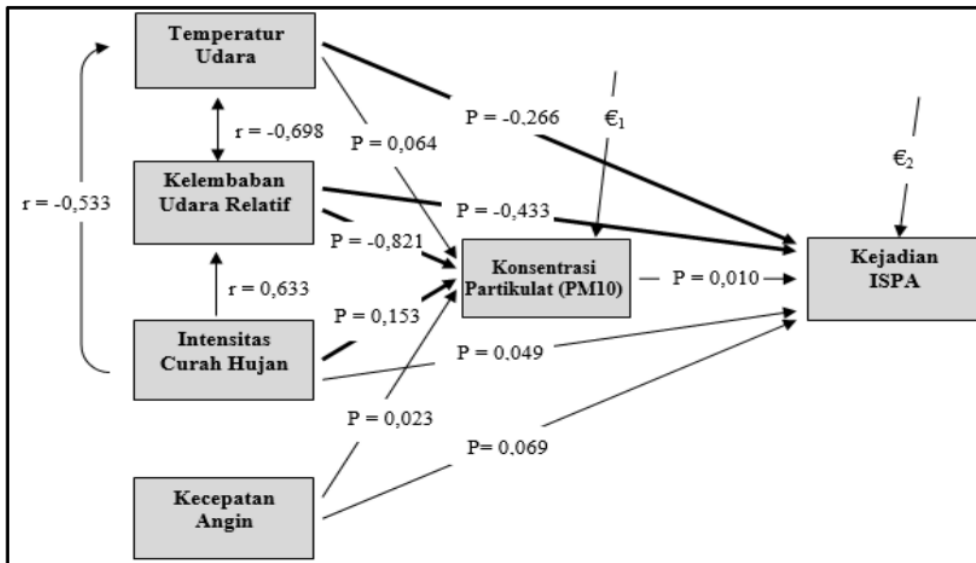 Temperatur
Udara
P = -0,266
€1
€2
r = -0,698
P = 0,064
Kelembaban
Udara Relatif
r = -0,533
P = -0,433
P = -0,821
Konsentrasi
Partikulat (PM10)
P = 0,010
Kejadian
ISPA
r = 0,633
P = 0,153
Intensitas
Curah Hujan
P = 0,049
P = 0,023
P= 0,069
Kecepatan
Angin